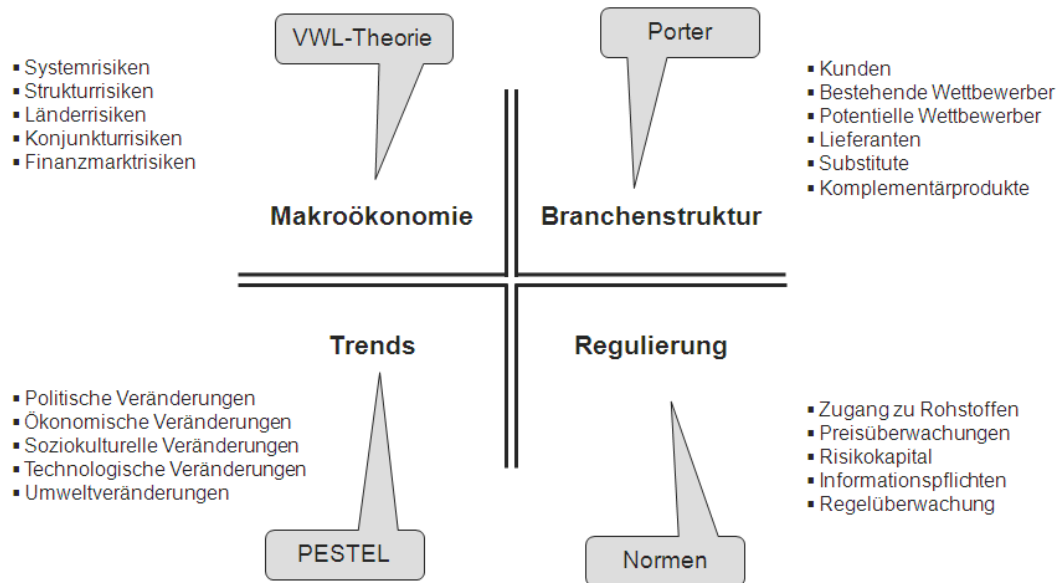 VWL-Theorie
Porter
▪ Systemrisiken
▪ Strukturrisiken
▪ Länderrisiken
▪ Konjunkturrisiken
▪ Finanzmarktrisiken
▪ Kunden
▪ Bestehende Wettbewerber
▪ Potentielle Wettbewerber
▪ Lieferanten
▪ Substitute
▪ Komplementärprodukte
Makroökonomie
Branchenstruktur
Trends
Regulierung
▪ Politische Veränderungen
▪ Ökonomische Veränderungen
▪ Soziokulturelle Veränderungen
▪ Technologische Veränderungen
▪ Umweltveränderungen
▪ Zugang zu Rohstoffen
▪ Preisüberwachungen
▪ Risikokapital
▪ Informationspflichten
▪ Regelüberwachung
PESTEL
Normen